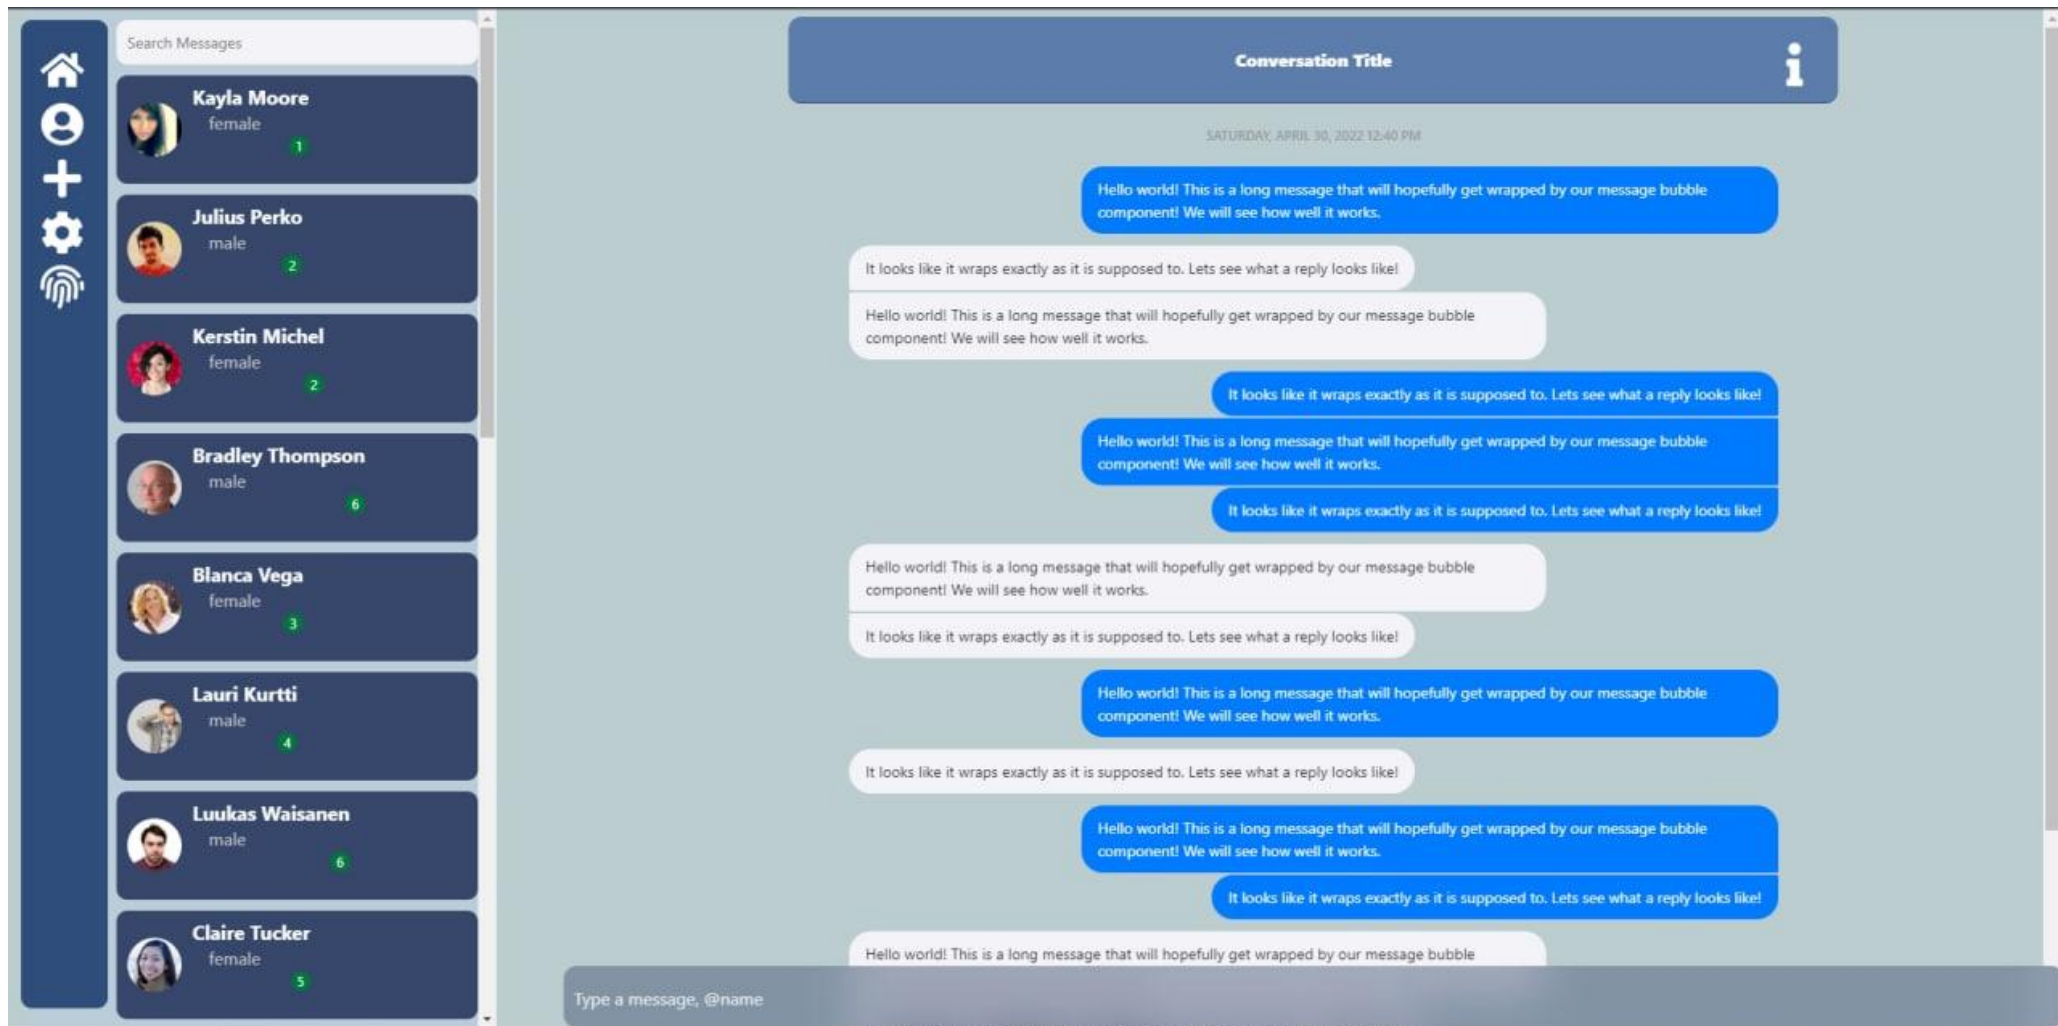 Search Messages
Kayla Moore
female
1
Julius Perko
male
2
Kerstin Michel
female
2
Bradley Thompson
male
6
Blanca Vega
female
3
Lauri Kurtti
male
4
Luukas Waisanen
male
6
Claire Tucker
female
5
Conversation Title
SATURDAY, APRIL 30, 2022 12:40 PM
Hello world! This is a long message that will hopefully get wrapped by our message bubble
component! We will see how well it works.
It looks like it wraps exactly as it is supposed to. Lets see what a reply looks like!
Hello world! This is a long message that will hopefully get wrapped by our message bubble
component! We will see how well it works.
It looks like it wraps exactly as it is supposed to. Lets see what a reply looks like!
Hello world! This is a long message that will hopefully get wrapped by our message bubble
component! We will see how well it works.
It looks like it wraps exactly as it is supposed to. Lets see what a reply looks like!
Hello world! This is a long message that will hopefully get wrapped by our message bubble
component! We will see how well it works.
It looks like it wraps exactly as it is supposed to. Lets see what a reply looks like!
Hello world! This is a long message that will hopefully get wrapped by our message bubble
component! We will see how well it works.
It looks like it wraps exactly as it is supposed to. Lets see what a reply looks like!
Hello world! This is a long message that will hopefully get wrapped by our message bubble
component! We will see how well it works.
It looks like it wraps exactly as it is supposed to. Lets see what a reply looks like!
Hello world! This is a long message that will hopefully get wrapped by our message bubble
Type a message, @name